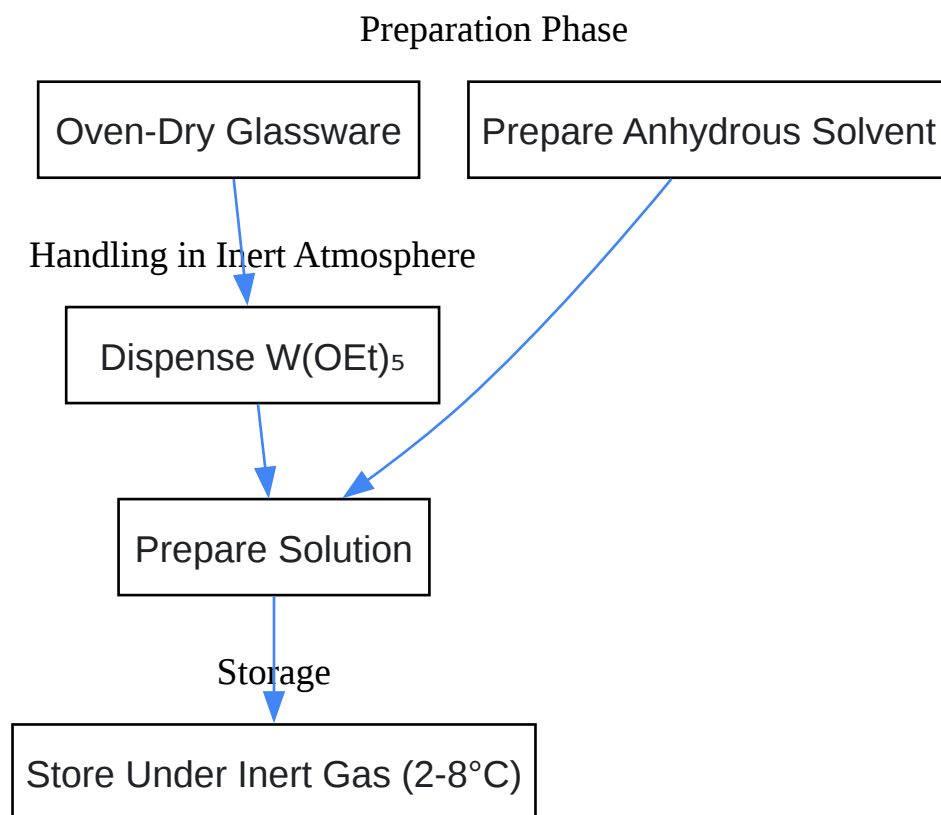 Preparation Phase
Oven-Dry Glassware
Prepare Anhydrous Solvent
Handling in Inert Atmosphere
Dispense W(OEt)₅
Prepare Solution
Storage
Store Under Inert Gas (2-8°C)